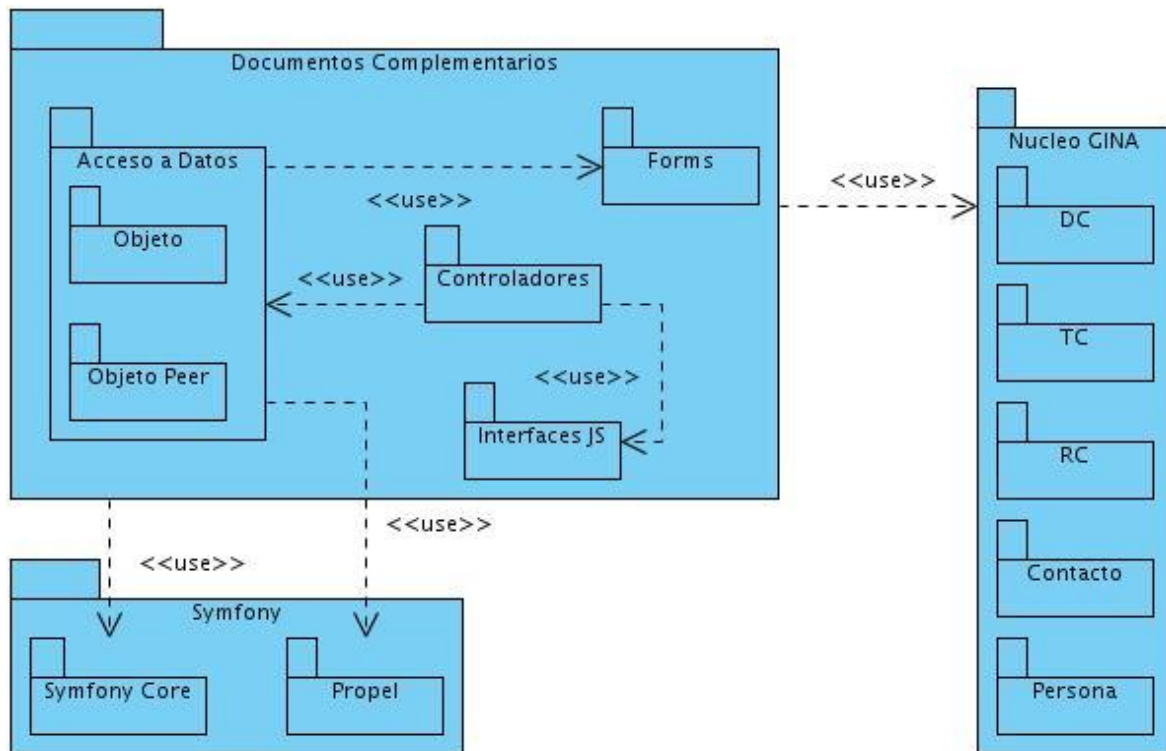 Documentos Complementarios
Acceso a Datos
Forms
<<use>>
Objeto
<<use>>
Controladores
Objeto Peer
<<use>>
Interfaces JS
<<use>>
Nucleo GINA
DC
TC
RC
Contacto
Persona
<<use>>
<<use>>
Symfony
Symfony Core
Propel